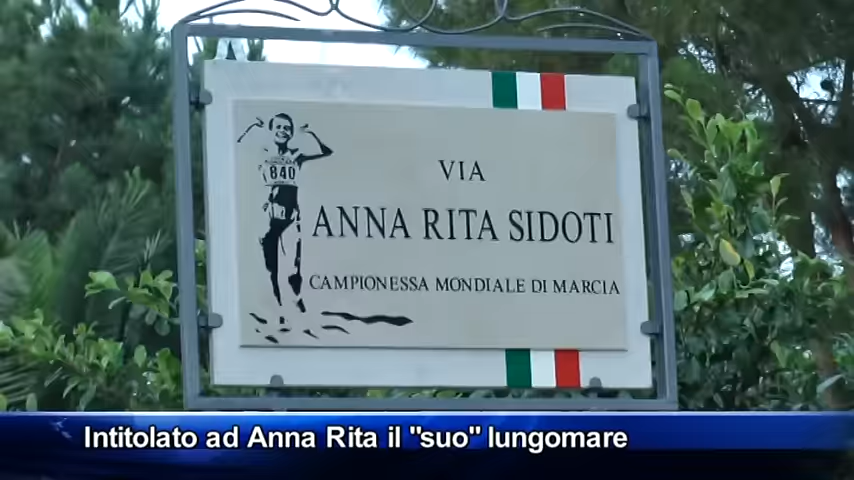 840
VIA
ANNA RITA SIDOTI
CAMPIONESSA MONDIALE DI MARCIA
Intitolato ad Anna Rita il "suo" lungomare